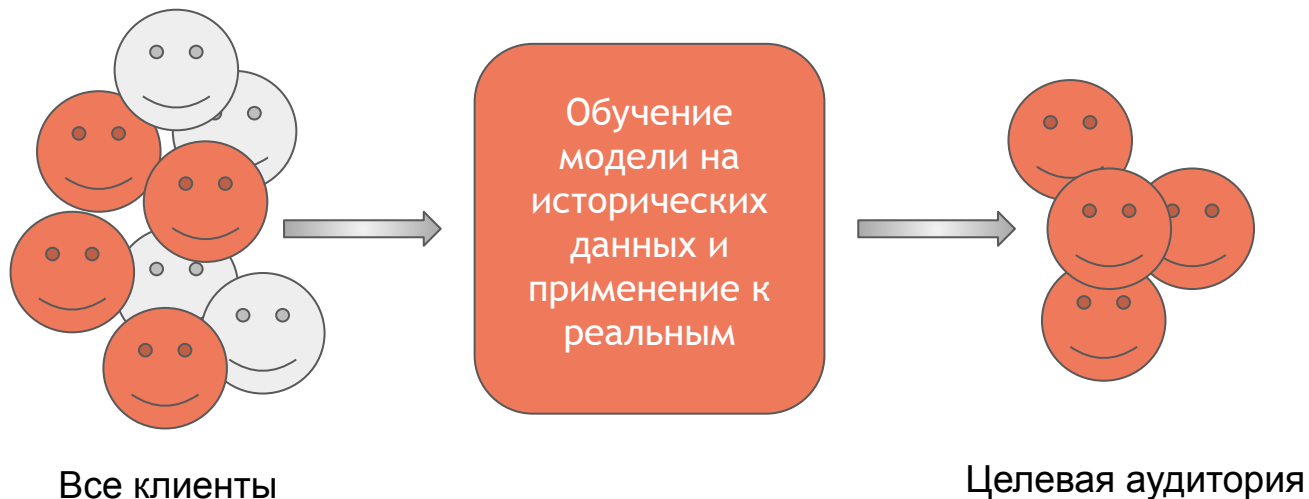 Обучение
модели на
исторических
данных и
применение к
реальным
Все клиенты
Целевая аудитория